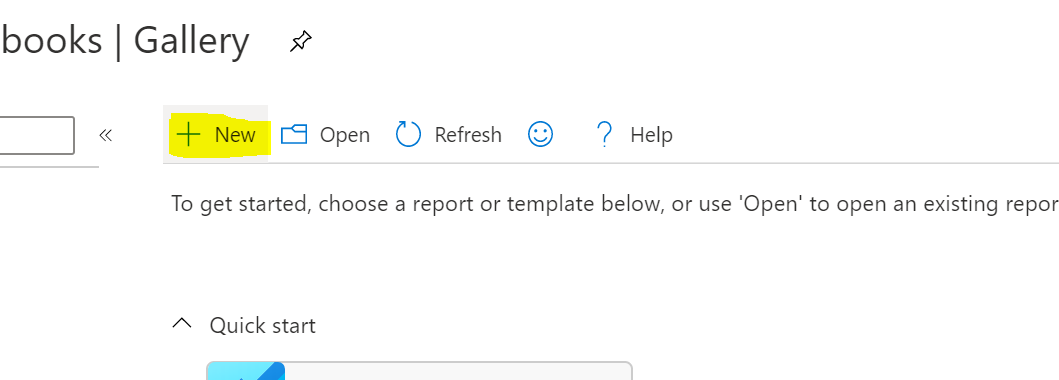 books | Gallery
New Open Refresh Help
To get started, choose a report or template below, or use 'Open' to open an existing repor
Quick start